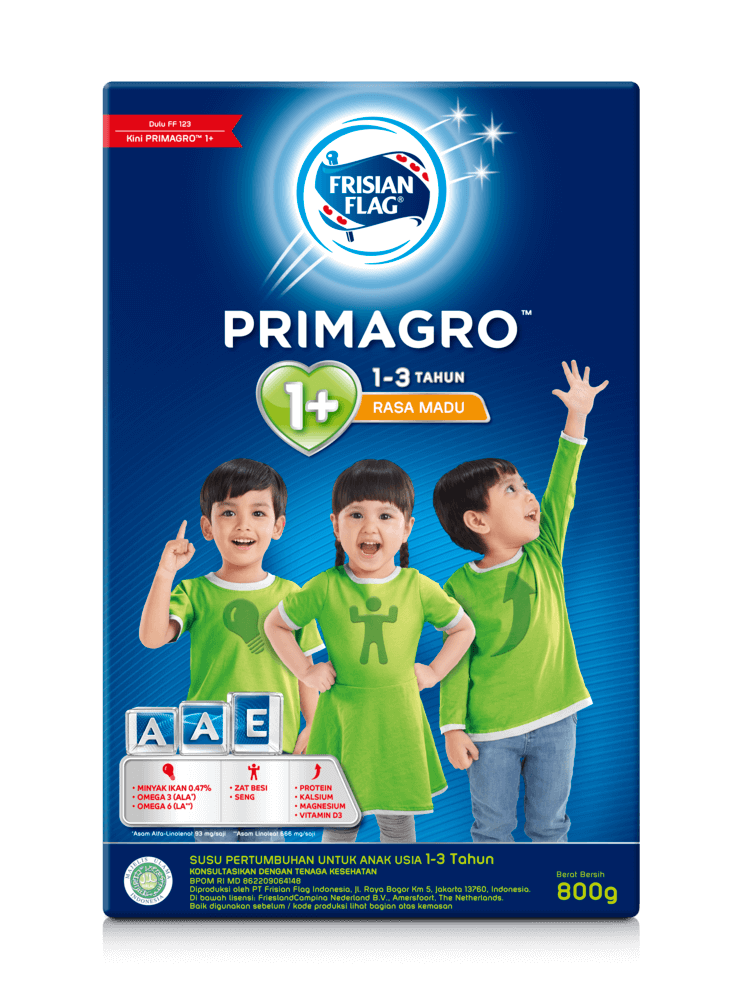 Dulu FF 123
Kini PRIMAGRO™ 1+
FRISIAN
FLAG®
PRIMAGRO™
1+
1-3 TAHUN
RASA MADU
A A E
• MINYAK IKAN 0.47%
• OMEGA 3 (ALA*)
• OMEGA 6 (LA**)
• ZAT BESI
• SENG
• PROTEIN
• KALSIUM
• MAGNESIUM
• VITAMIN D3
*Asam Alfa-Linolenat 93 mg/saji **Asam Linoleat 866 mg/saji
MAJELIS ULAMA
INDONESIA
SUSU PERTUMBUHAN UNTUK ANAK USIA 1-3 Tahun
KONSULTASIKAN DENGAN TENAGA KESEHATAN
BPOM RI MD 862209064148
Diproduksi oleh PT Frisian Flag Indonesia, Jl. Raya Bogor Km 5, Jakarta 13760, Indonesia.
Di bawah lisensi: FrieslandCampina Nederland B.V., Amersfoort, The Netherlands.
Baik digunakan sebelum / kode produksi lihat bagian atas kemasan
Berat Bersih
800g